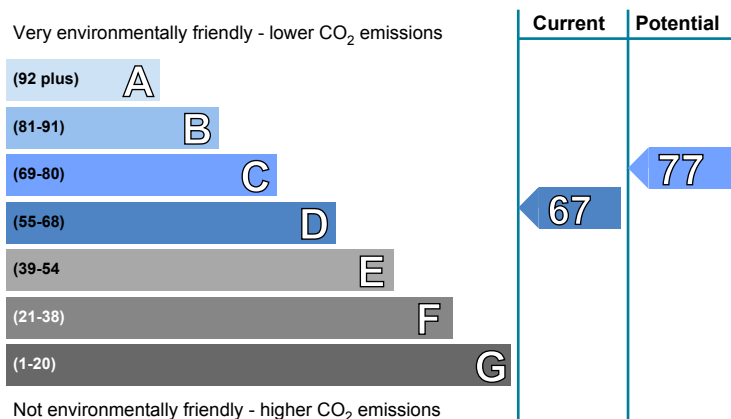 Current Potential
Very environmentally friendly - lower CO2 emissions
(92 plus) A
(81-91) B
(69-80) C
77
(55-68) D
67
(39-54 E
(21-38) F
(1-20) G
Not environmentally friendly - higher CO2 emissions